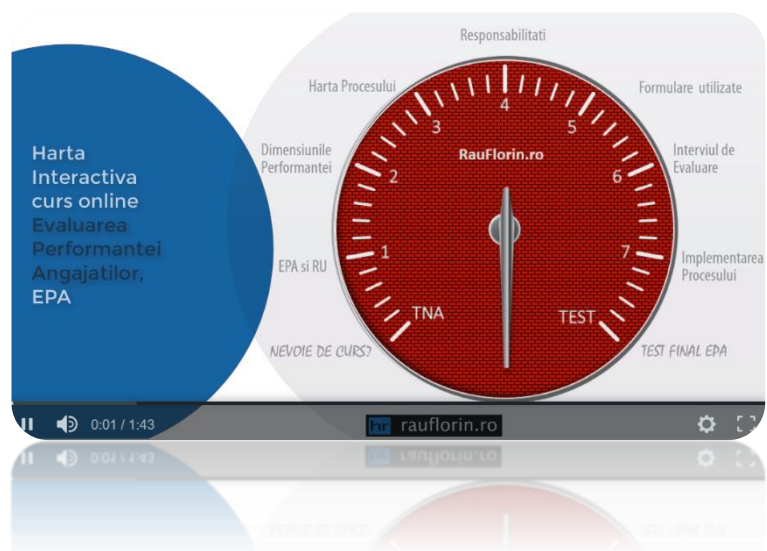 Harta
Interactiva
curs online
Evaluarea
Performantei
Angajatilor,
EPA
Responsabilitati
Harta Procesului
Formulare utilizate
Dimensiunile
Performantei
Interviul de
Evaluare
EPA si RU
Implementarea
Procesului
NEVOIE DE CURS?
TEST FINAL EPA
RauFlorin.ro
1
2
3
4
5
6
7
TNA
TEST
0:01 / 1:43
hr rauflorin.ro